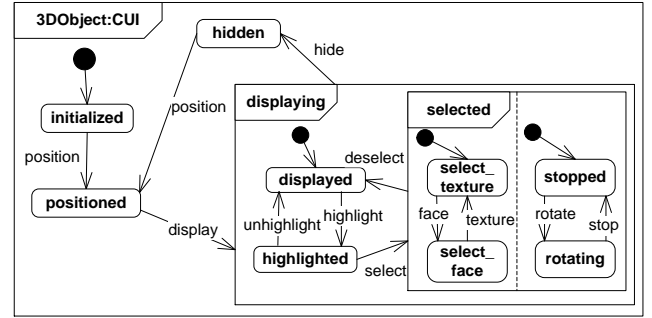 3DObject:CUI
hidden
hide
initialized
position
position
positioned
display
displaying
displayed
unhighlight
highlight
highlighted
deselect
select
selected
select_
texture
face
texture
select_
face
stopped
rotate
stop
rotating